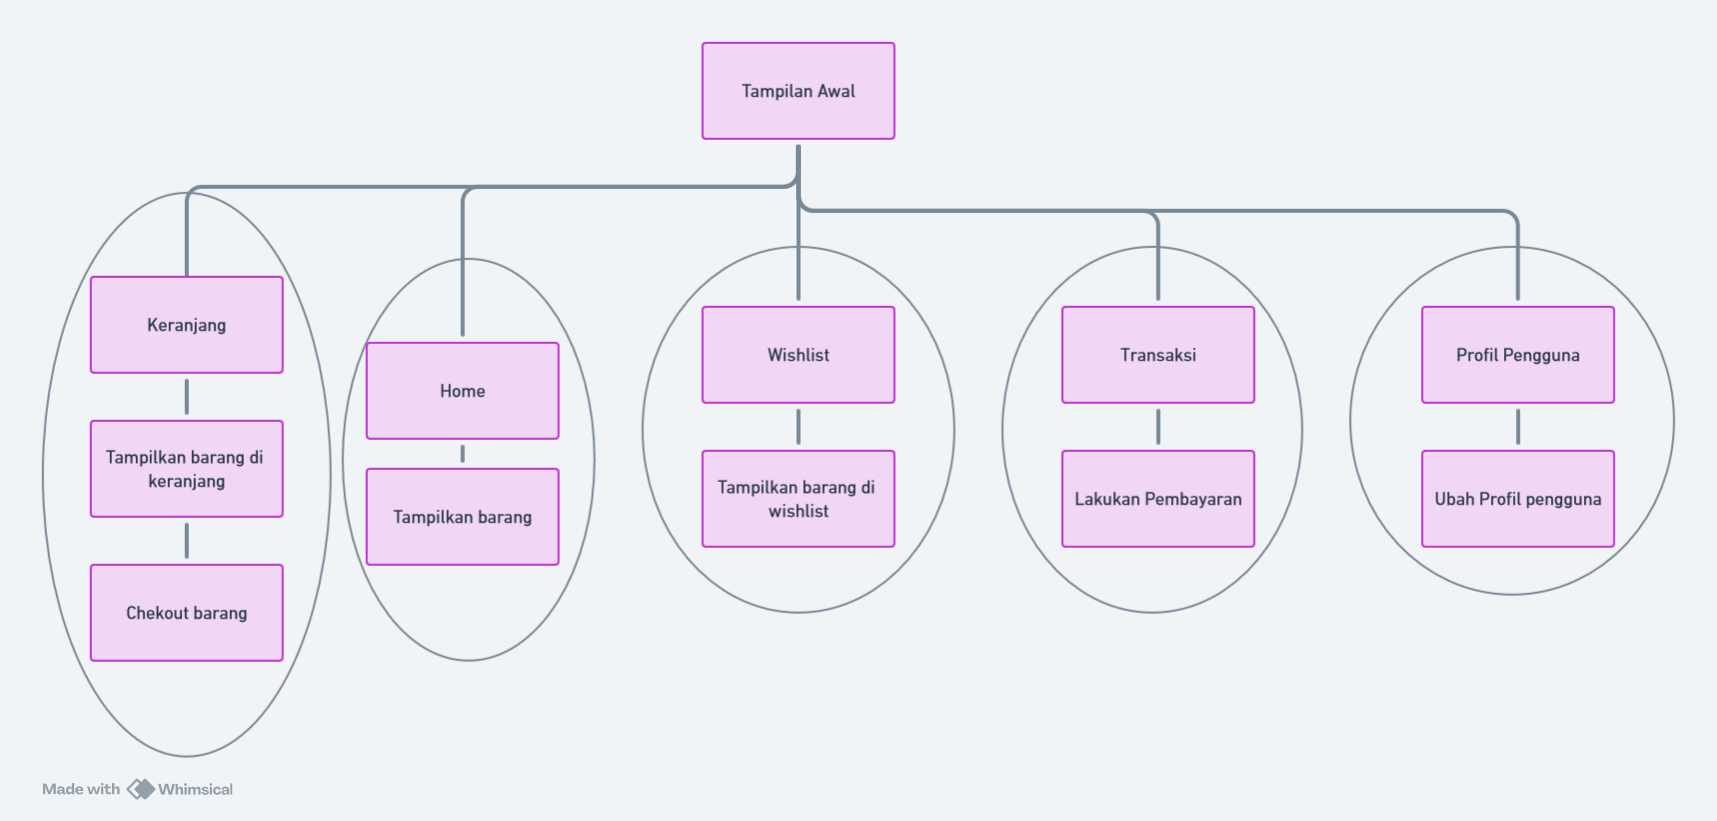 Tampilan Awal
Keranjang
Tampilkan barang di
keranjang
Chekout barang
Home
Tampilkan barang
Wishlist
Tampilkan barang di
wishlist
Transaksi
Lakukan Pembayaran
Profil Pengguna
Ubah Profil pengguna
Made with Whimsical